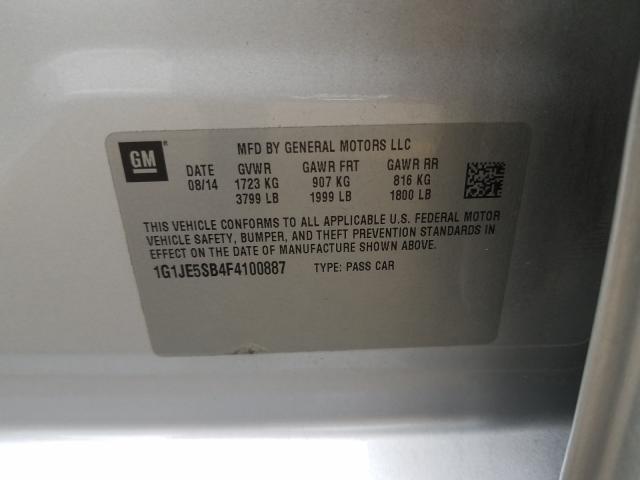 GM®
MFD BY GENERAL MOTORS LLC
DATE GVWR GAWR FRT GAWR RR
08/14 1723 KG 907 KG 816 KG
3799 LB 1999 LB 1800 LB
THIS VEHICLE CONFORMS TO ALL APPLICABLE U.S. FEDERAL MOTOR
VEHICLE SAFETY, BUMPER, AND THEFT PREVENTION STANDARDS IN
EFFECT ON THE DATE OF MANUFACTURE SHOWN ABOVE.
1G1JE5SB4F4100887 TYPE: PASS CAR